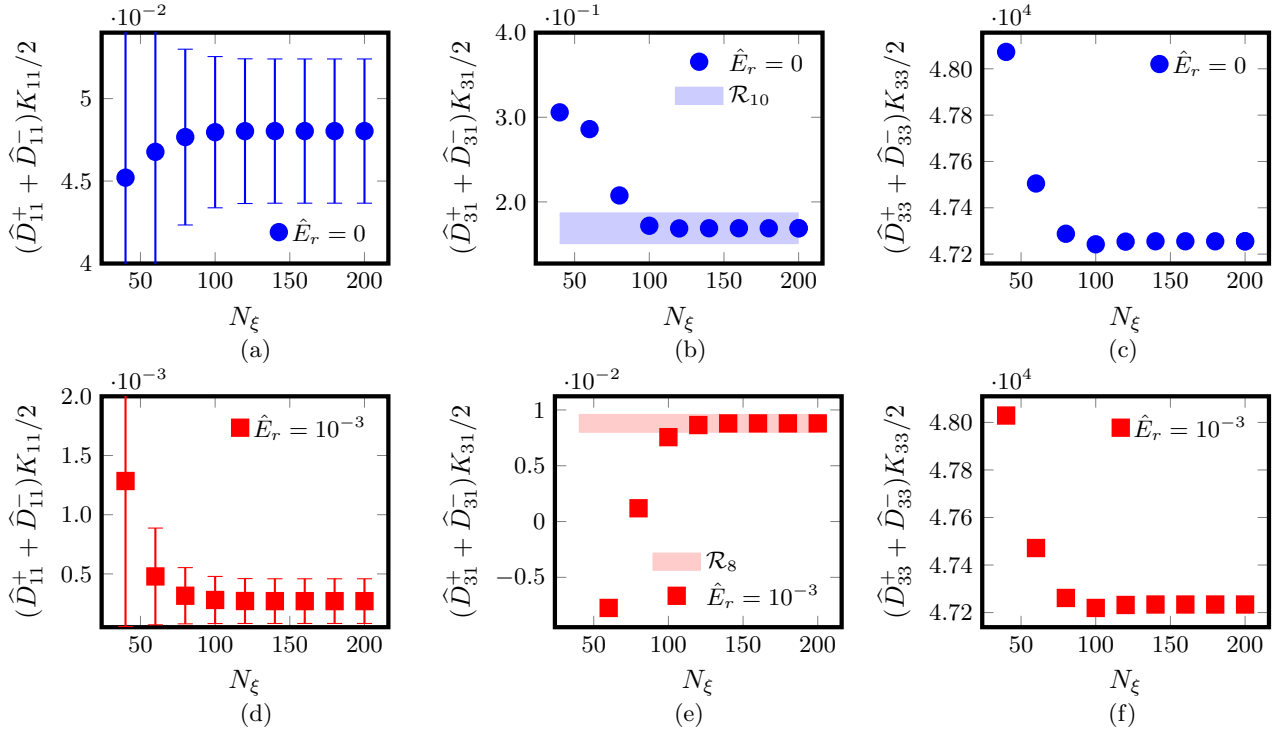 ·10⁻²
(D̂⁺₁₁ + D̂⁻₁₁)K₁₁/2
5
4.5
4
Êᵣ = 0
50 100 150 200
N_ξ
(a)
·10⁻¹
(D̂⁺₃₁ + D̂⁻₃₁)K₃₁/2
4.0
3.0
2.0
Êᵣ = 0
R₁₀
50 100 150 200
N_ξ
(b)
·10⁴
(D̂⁺₃₃ + D̂⁻₃₃)K₃₃/2
4.80
4.78
4.76
4.74
4.72
Êᵣ = 0
50 100 150 200
N_ξ
(c)
·10⁻³
(D̂⁺₁₁ + D̂⁻₁₁)K₁₁/2
2.0
1.5
1.0
0.5
Êᵣ = 10⁻³
50 100 150 200
N_ξ
(d)
·10⁻²
(D̂⁺₃₁ + D̂⁻₃₁)K₃₁/2
1
0.5
0
−0.5
R₈
Êᵣ = 10⁻³
50 100 150 200
N_ξ
(e)
·10⁴
(D̂⁺₃₃ + D̂⁻₃₃)K₃₃/2
4.80
4.78
4.76
4.74
4.72
Êᵣ = 10⁻³
50 100 150 200
N_ξ
(f)